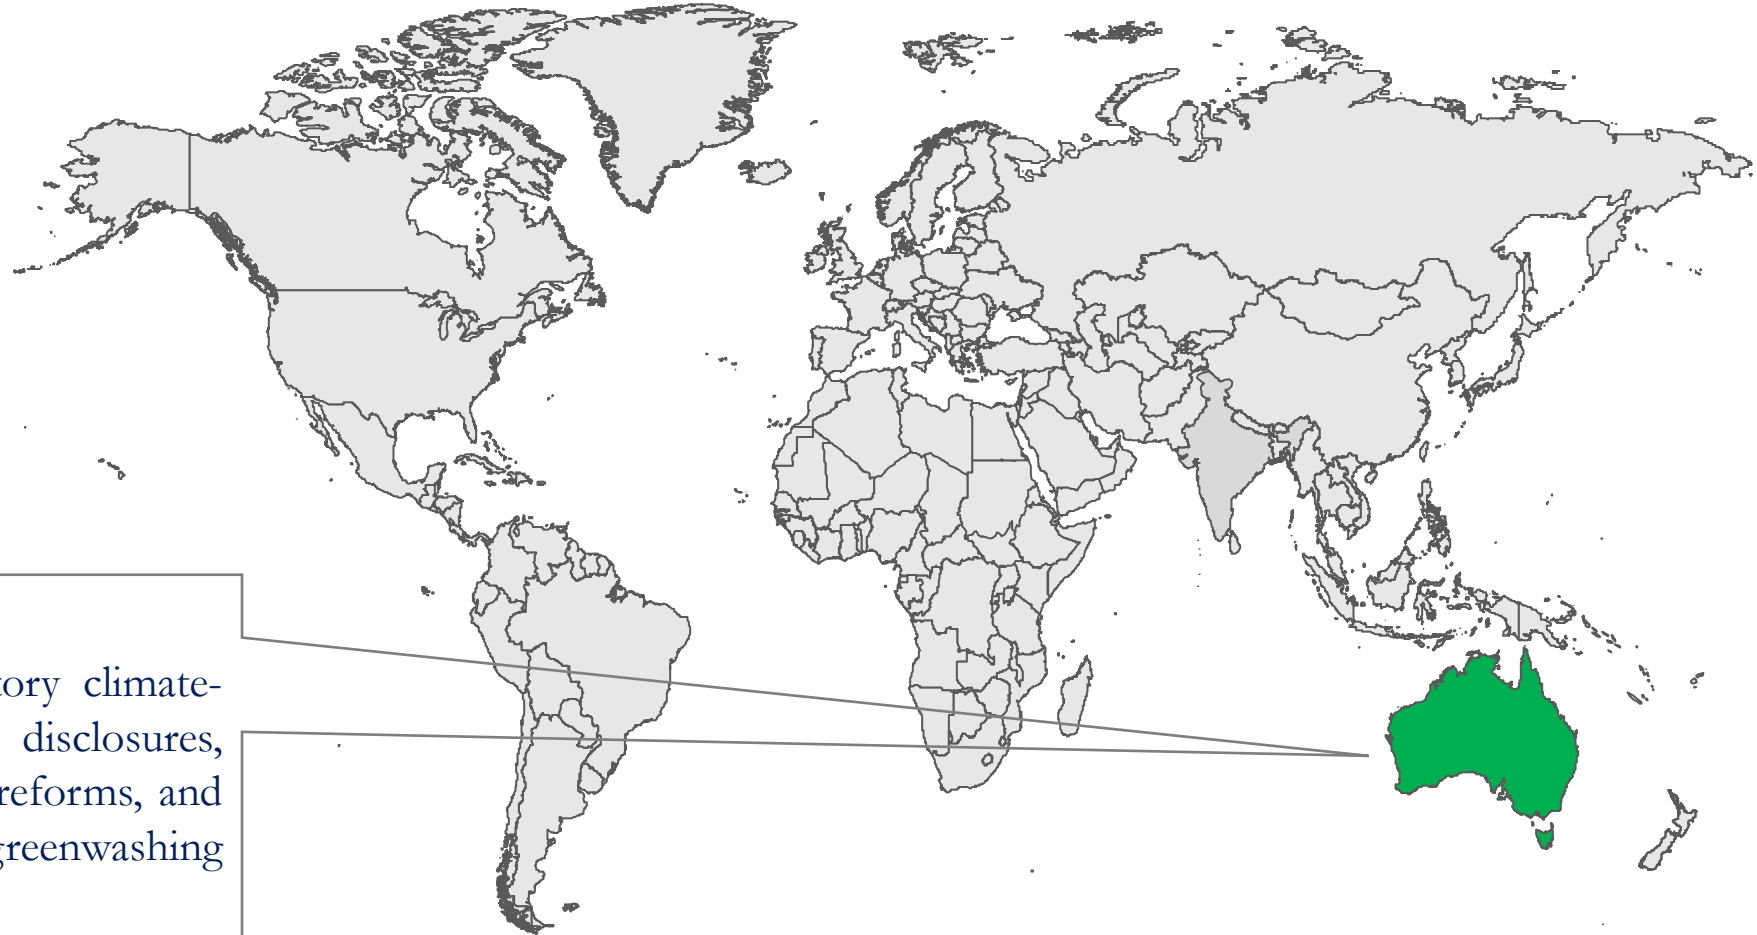 tory climate-
disclosures,
reforms, and
greenwashing